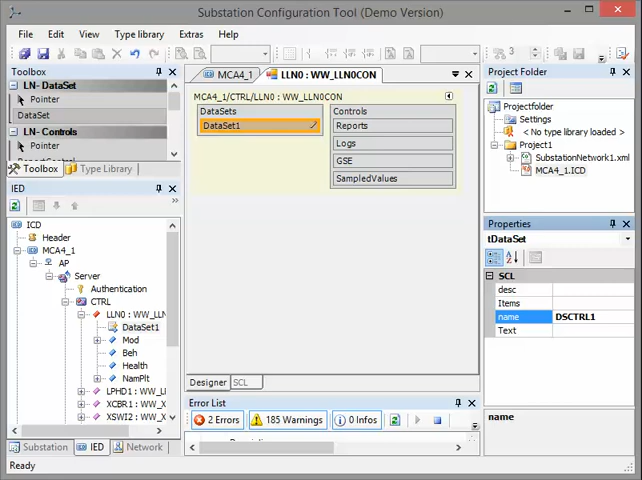 Substation Configuration Tool (Demo Version)
File Edit View Type library Extras Help
Toolbox
LN- DataSet
Pointer
DataSet
LN- Controls
Pointer
Toolbox Type Library
IED
ICD
Header
MCA4_1
AP
Server
Authentication
CTRL
LLN0 : WW_LLN
DataSet1
Mod
Beh
Health
NamPlt
LPHD1 : WW_L
XCBR1 : WW_X
XSWI2 : WW_X
Substation IED Network
MCA4_1 LLN0 : WW_LLN0CON
MCA4_1/CTRL/LLN0 : WW_LLN0CON
DataSets
DataSet1
Controls
Reports
Logs
GSE
SampledValues
Designer SCL
Error List
2 Errors 185 Warnings 0 Infos
3
Project Folder
Projectfolder
Settings
< No type library loaded >
Project1
SubstationNetwork1.xml
MCA4_1.ICD
Properties
tDataSet
SCL
desc
Items
name DSCTRL1
Text
name
Ready